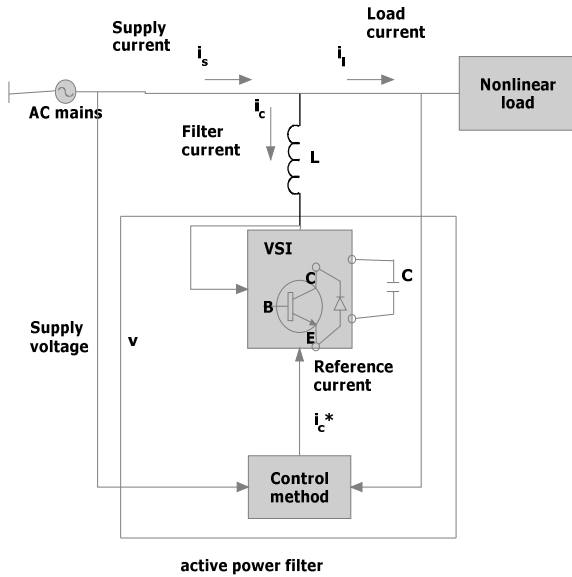 Supply
current
Load
current
i_s
i_l
Nonlinear
load
AC mains
i_c
Filter
current
L
VSI
C
C
B
E
Supply
voltage
v
Reference
current
i_c*
Control
method
active power filter